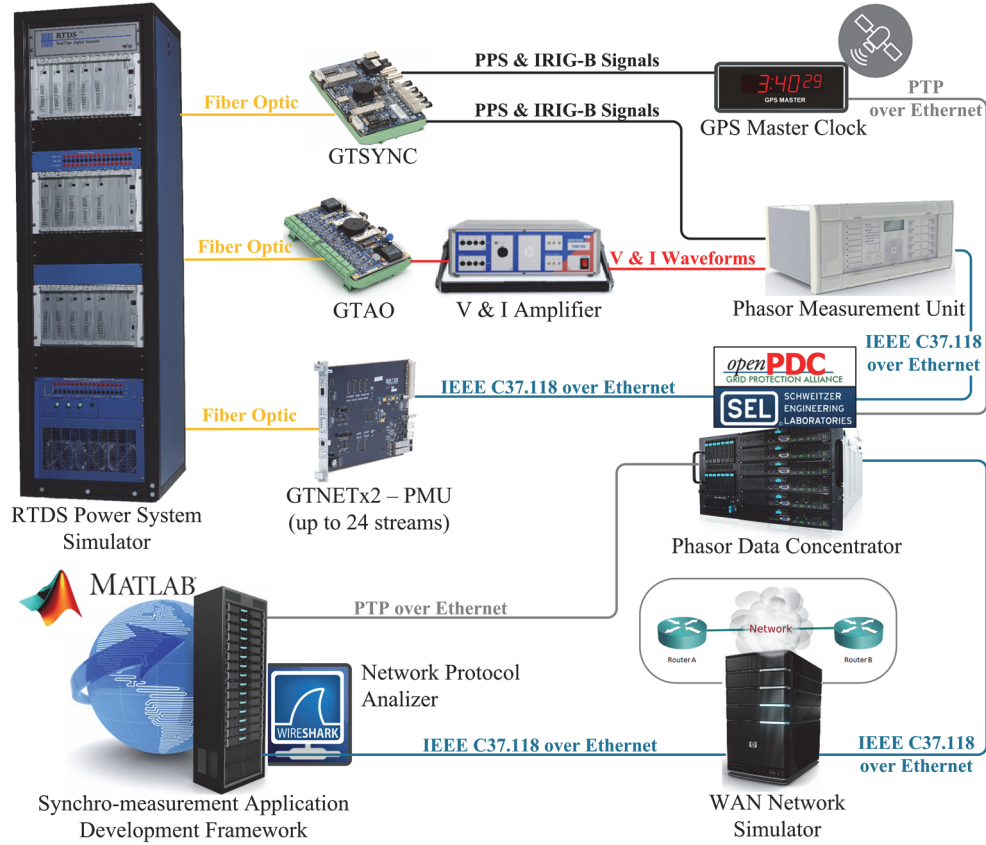 RTDS
PPS & IRIG-B Signals
3:40 29
GPS MASTER
PTP
over Ethernet
Fiber Optic
PPS & IRIG-B Signals
GPS Master Clock
GTSYNC
Fiber Optic
V & I Waveforms
GTAO
V & I Amplifier
Phasor Measurement Unit
IEEE C37.118
over Ethernet
openPDC
GRID PROTECTION ALLIANCE
IEEE C37.118 over Ethernet
SEL
SCHWEITZER
ENGINEERING
LABORATORIES
Fiber Optic
GTNETx2 – PMU
(up to 24 streams)
RTDS Power System
Simulator
Phasor Data Concentrator
MATLAB
PTP over Ethernet
Network
Router A
Router B
Network Protocol
Analizer
WIRESHARK
IEEE C37.118 over Ethernet
IEEE C37.118
over Ethernet
hp
Synchro-measurement Application
Development Framework
WAN Network
Simulator